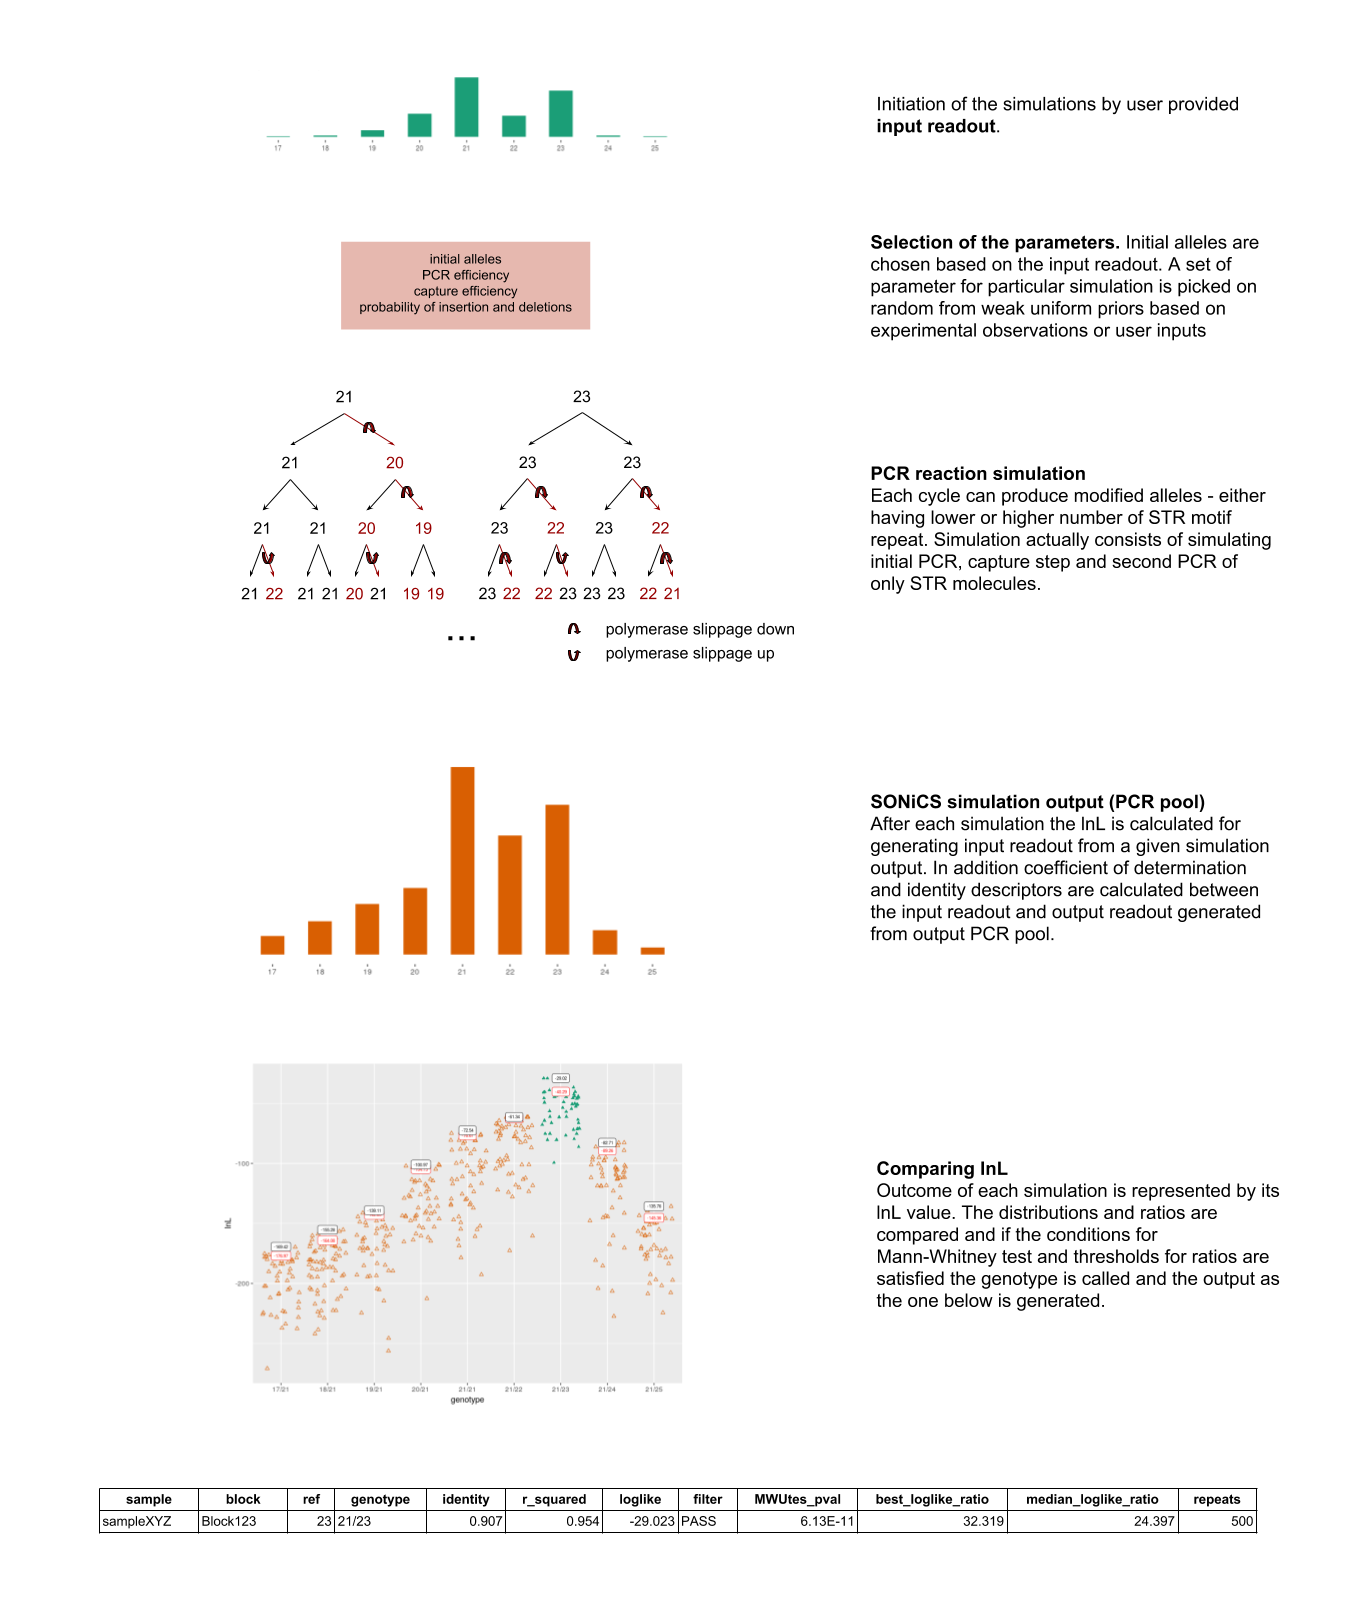 17 18 19 20 21 22 23 24 25
Initiation of the simulations by user provided
input readout.
initial alleles
PCR efficiency
capture efficiency
probability of insertion and deletions
Selection of the parameters. Initial alleles are
chosen based on the input readout. A set of
parameter for particular simulation is picked on
random from weak uniform priors based on
experimental observations or user inputs
21 23
21 20 23 23
21 21 20 19 23 22 23 22
21 22 21 21 20 21 19 19 23 22 22 23 23 23 22 21
...
polymerase slippage down
polymerase slippage up
PCR reaction simulation
Each cycle can produce modified alleles - either
having lower or higher number of STR motif
repeat. Simulation actually consists of simulating
initial PCR, capture step and second PCR of
only STR molecules.
17 18 19 20 21 22 23 24 25
SONiCS simulation output (PCR pool)
After each simulation the lnL is calculated for
generating input readout from a given simulation
output. In addition coefficient of determination
and identity descriptors are calculated between
the input readout and output readout generated
from output PCR pool.
lnL
-100
-200
-29.02
-61.34
-72.54
-82.71
17/21 18/21 19/21 20/21 21/21 21/22 21/23 21/24 21/25
genotype
Comparing lnL
Outcome of each simulation is represented by its
lnL value. The distributions and ratios are
compared and if the conditions for
Mann-Whitney test and thresholds for ratios are
satisfied the genotype is called and the output as
the one below is generated.
sample block ref genotype identity r_squared loglike filter MWUtes_pval best_loglike_ratio median_loglike_ratio repeats
sampleXYZ Block123 23 21/23 0.907 0.954 -29.023 PASS 6.13E-11 32.319 24.397 500